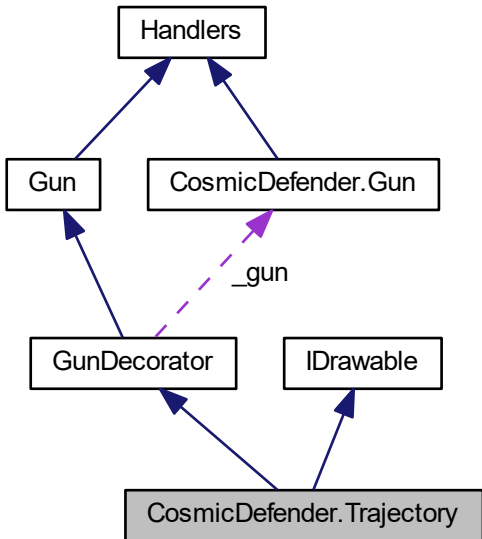 Handlers
Gun
CosmicDefender.Gun
_gun
GunDecorator
IDrawable
CosmicDefender.Trajectory